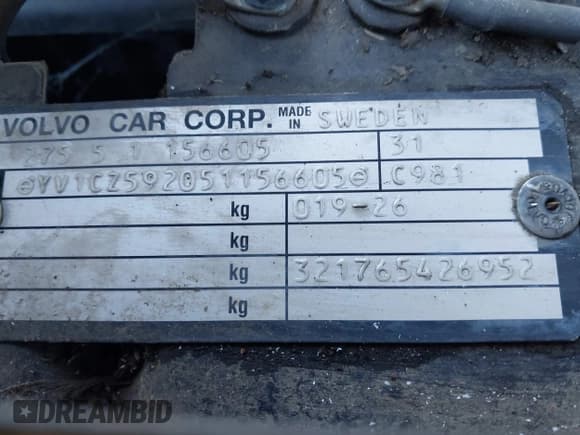 VOLVO CAR CORP. MADE IN SWEDEN
275 5 1 156605 31
YV1CZ592051156605 C981
kg 019-26
kg
kg 321765426952
kg
DREAMBID